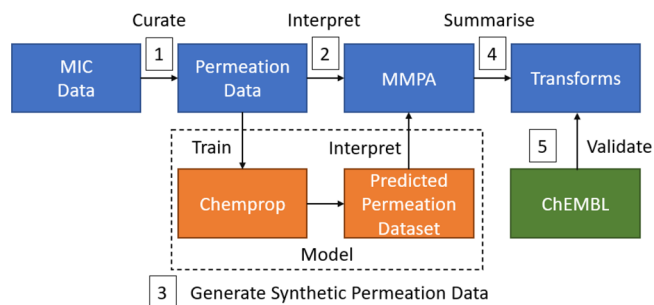 Curate
Interpret
Summarise
1
2
4
MIC
Data
Permeation
Data
MMPA
Transforms
Train
Interpret
5
Validate
Chemprop
Predicted
Permeation
Dataset
ChEMBL
Model
3 Generate Synthetic Permeation Data